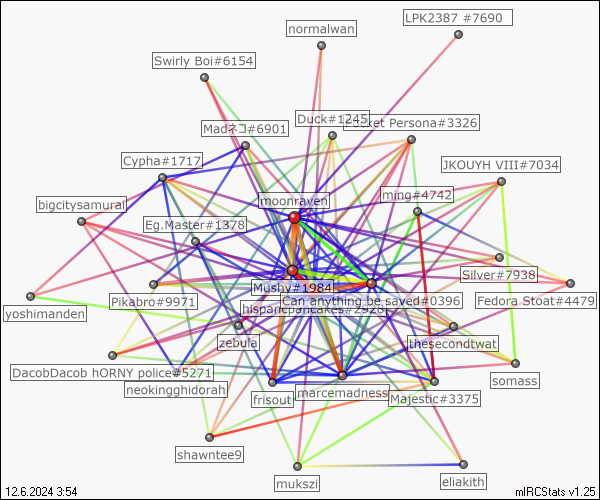 LPK2387 #7690
normalwan
Swirly Boi#6154
Duck#1245
ocket Persona#3326
Madネコ#6901
Cypha#1717
JKOUYH VIII#7034
ming#4742
moonraven
bigcitysamurai
Eg.Master#1378
Silver#7938
Mushy#1984
Pikabro#9971
Can anything be saved#0396
Fedora Stoat#4479
yoshimanden
zebula
thesecondtwat
DacobDacob hORNY police#5271
somass
neokingghidorah
marcemadness
frisout
Majestic#3375
shawntee9
mukszi
eliakith
12.6.2024 3:54
mIRCStats v1.25